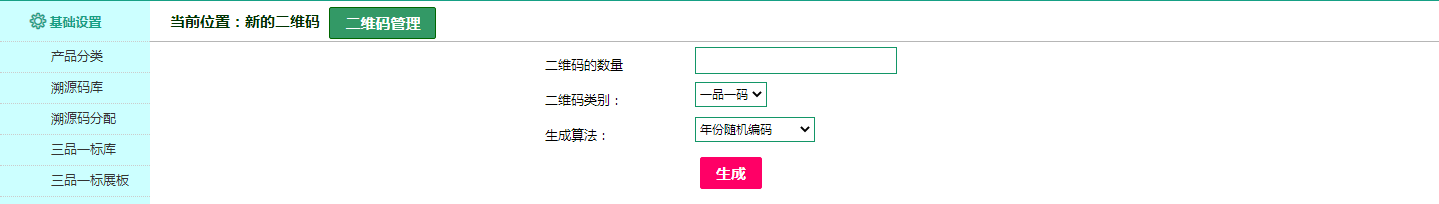 基础设置
产品分类
溯源码库
溯源码分配
三品一标库
三品一标展板
当前位置：新的二维码 二维码管理
二维码的数量
二维码类别： 一品一码
生成算法： 年份随机编码
生成